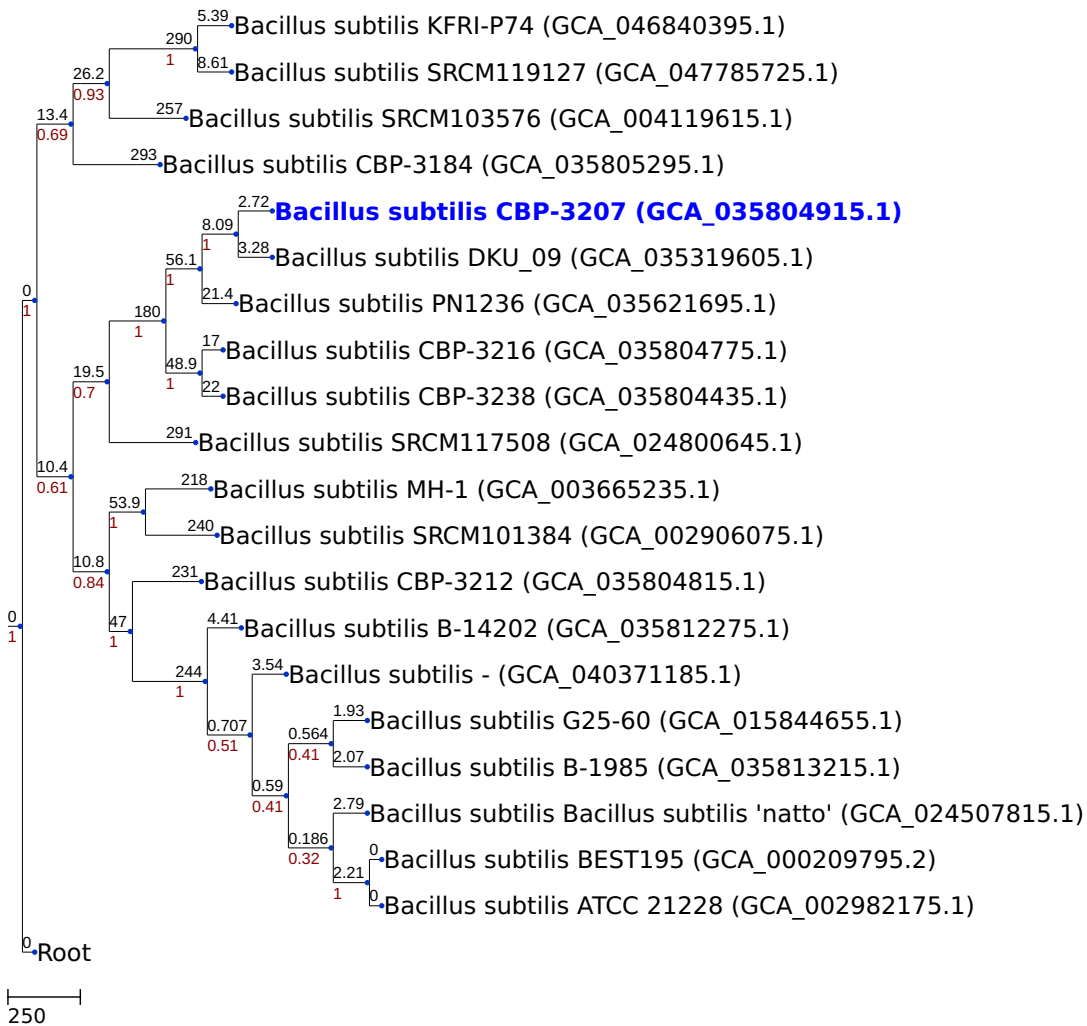 5.39
Bacillus subtilis KFRI-P74 (GCA_046840395.1)
290
1
8.61
Bacillus subtilis SRCM119127 (GCA_047785725.1)
26.2
0.93
257
Bacillus subtilis SRCM103576 (GCA_004119615.1)
13.4
0.69
293
Bacillus subtilis CBP-3184 (GCA_035805295.1)
2.72
Bacillus subtilis CBP-3207 (GCA_035804915.1)
8.09
1
3.28
Bacillus subtilis DKU_09 (GCA_035319605.1)
56.1
1
21.4
Bacillus subtilis PN1236 (GCA_035621695.1)
0
1
180
1
17
Bacillus subtilis CBP-3216 (GCA_035804775.1)
48.9
1
22
Bacillus subtilis CBP-3238 (GCA_035804435.1)
19.5
0.7
291
Bacillus subtilis SRCM117508 (GCA_024800645.1)
10.4
0.61
218
Bacillus subtilis MH-1 (GCA_003665235.1)
53.9
1
240
Bacillus subtilis SRCM101384 (GCA_002906075.1)
10.8
0.84
231
Bacillus subtilis CBP-3212 (GCA_035804815.1)
0
1
47
1
4.41
Bacillus subtilis B-14202 (GCA_035812275.1)
244
1
3.54
Bacillus subtilis - (GCA_040371185.1)
0.707
0.51
1.93
Bacillus subtilis G25-60 (GCA_015844655.1)
0.564
0.41
2.07
Bacillus subtilis B-1985 (GCA_035813215.1)
0.59
0.41
2.79
Bacillus subtilis Bacillus subtilis 'natto' (GCA_024507815.1)
0.186
0.32
0
Bacillus subtilis BEST195 (GCA_000209795.2)
2.21
1
0
Bacillus subtilis ATCC 21228 (GCA_002982175.1)
0
Root
250